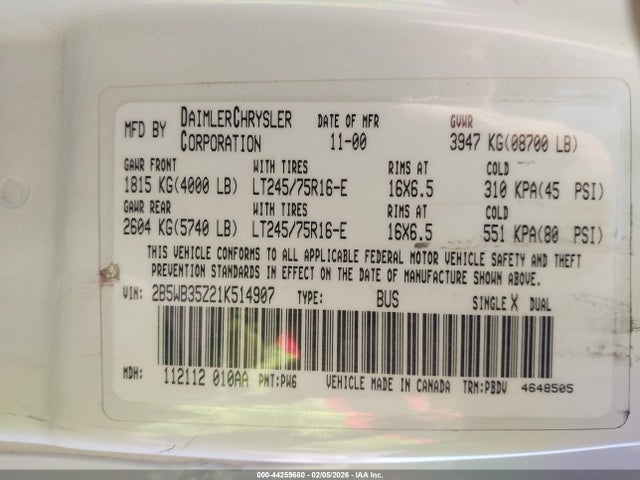 MFD BY DAIMLERCHRYSLER CORPORATION DATE OF MFR 11-00 GVWR 3947 KG(08700 LB)
GAWR FRONT WITH TIRES RIMS AT COLD
1815 KG(4000 LB) LT245/75R16-E 16X6.5 310 KPA(45 PSI)
GAWR REAR WITH TIRES RIMS AT COLD
2604 KG(5740 LB) LT245/75R16-E 16X6.5 551 KPA(80 PSI)
THIS VEHICLE CONFORMS TO ALL APPLICABLE FEDERAL MOTOR VEHICLE SAFETY AND THEFT
PREVENTION STANDARDS IN EFFECT ON THE DATE OF MANUFACTURE SHOWN ABOVE.
VIN: 2B5WB35Z21K514907 TYPE: BUS SINGLE X DUAL
MDH: 112112 010AA PNT:PW6 VEHICLE MADE IN CANADA TRN:PBDV 4648505
000-44259680 - 02/05/2026 - IAA Inc.